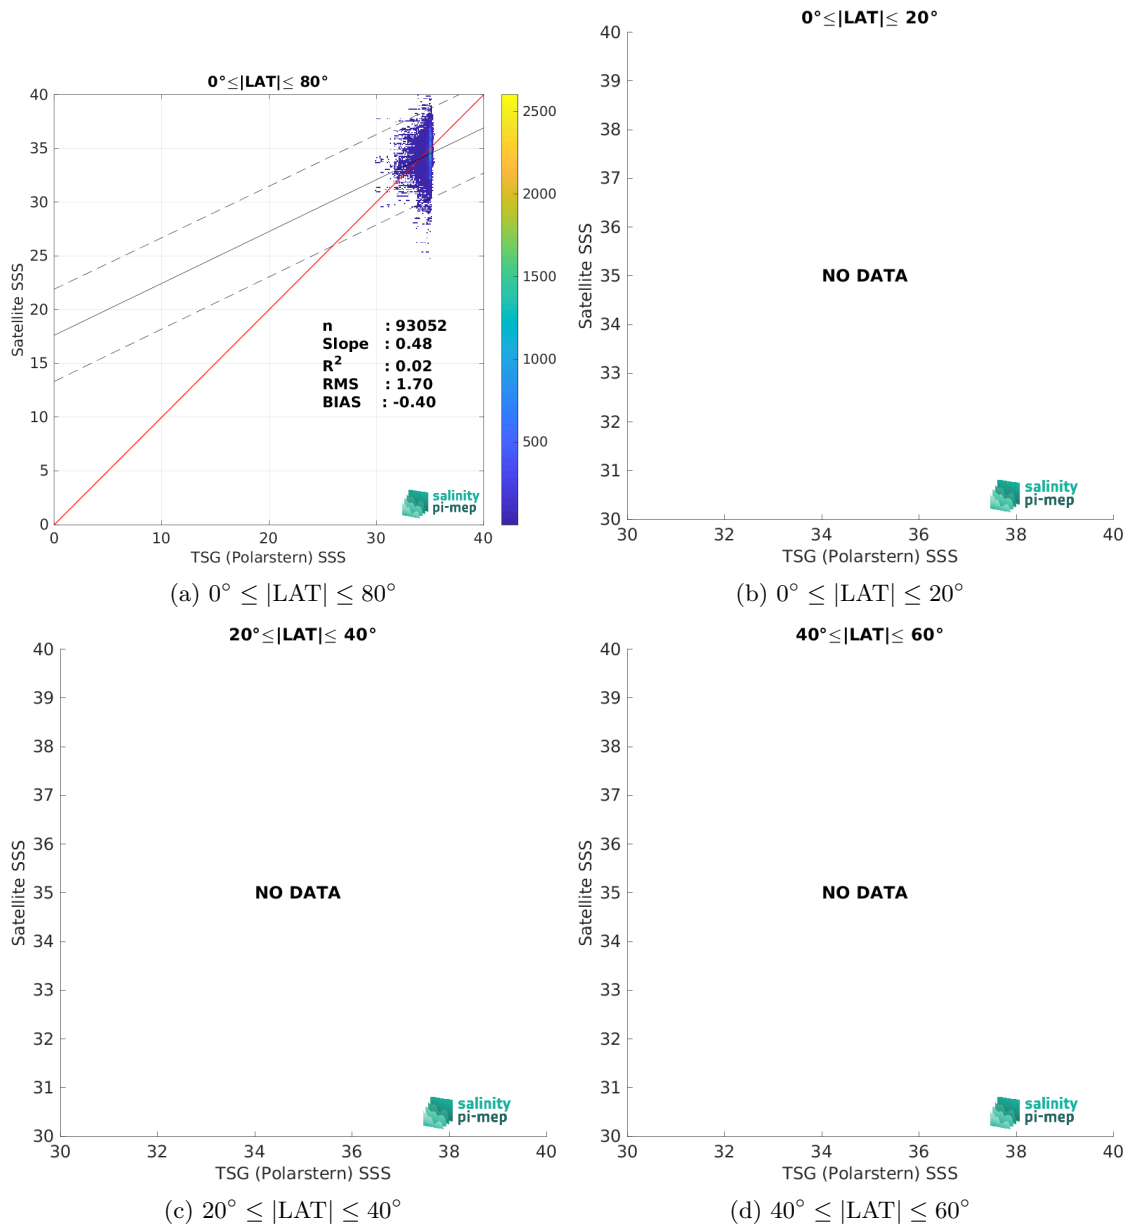 0°≤|LAT|≤ 80°
40
35
30
25
20
15
10
5
0
0
10
20
30
40
Satellite SSS
TSG (Polarstern) SSS
n : 93052
Slope : 0.48
R² : 0.02
RMS : 1.70
BIAS : -0.40
2500
2000
1500
1000
500
salinity
pi-mep
(a) 0° ≤ |LAT| ≤ 80°
0°≤|LAT|≤ 20°
40
39
38
37
36
35
34
33
32
31
30
30
32
34
36
38
40
Satellite SSS
NO DATA
salinity
pi-mep
TSG (Polarstern) SSS
(b) 0° ≤ |LAT| ≤ 20°
20°≤|LAT|≤ 40°
40
39
38
37
36
35
34
33
32
31
30
30
32
34
36
38
40
Satellite SSS
NO DATA
salinity
pi-mep
TSG (Polarstern) SSS
(c) 20° ≤ |LAT| ≤ 40°
40°≤|LAT|≤ 60°
40
39
38
37
36
35
34
33
32
31
30
30
32
34
36
38
40
Satellite SSS
NO DATA
salinity
pi-mep
TSG (Polarstern) SSS
(d) 40° ≤ |LAT| ≤ 60°